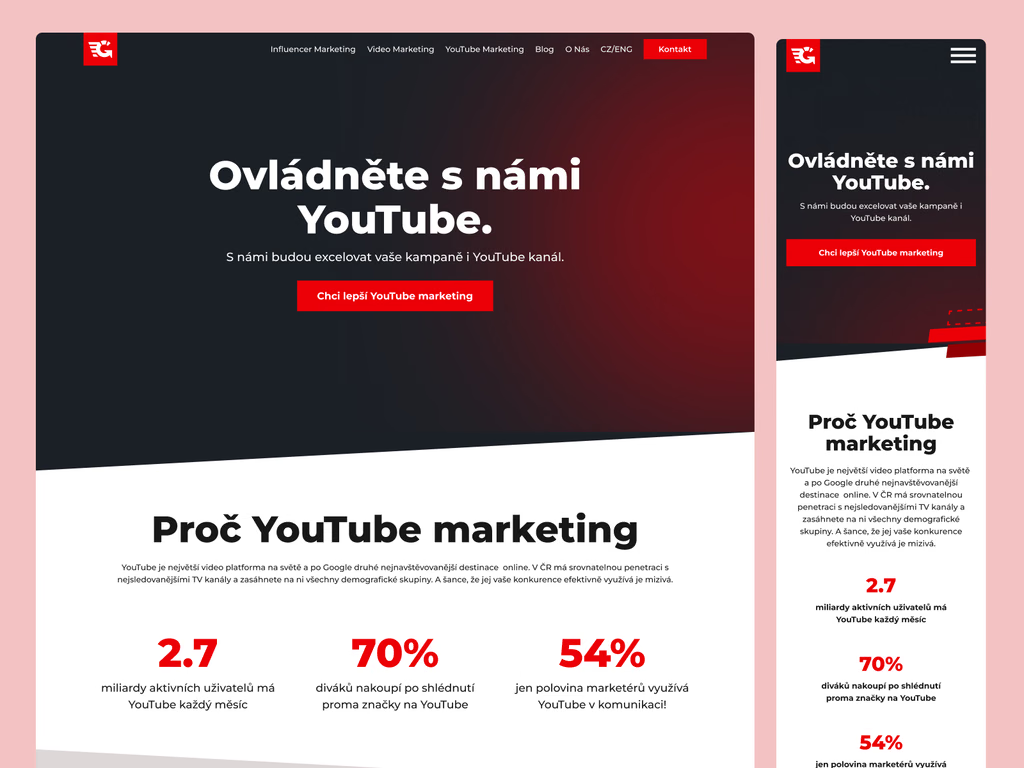 Influencer Marketing Video Marketing YouTube Marketing Blog O Nás CZ/ENG Kontakt
Ovládněte s námi
YouTube.
S námi budou excelovat vaše kampaně i YouTube kanál.
Chci lepší YouTube marketing
Proč YouTube marketing
YouTube je největší video platforma na světě a po Google druhé nejnavštěvovanější destinace online. V ČR má srovnatelnou penetraci s
nejsledovanějšími TV kanály a zasáhnete na ni všechny demografické skupiny. A šance, že jej vaše konkurence efektivně využívá je mizivá.
2.7
miliardy aktivních uživatelů má
YouTube každý měsíc
70%
diváků nakoupí po shlédnutí
proma značky na YouTube
54%
jen polovina marketérů využívá
YouTube v komunikaci!
Ovládněte s námi
YouTube.
S námi budou excelovat vaše kampaně i
YouTube kanál.
Chci lepší YouTube marketing
Proč YouTube
marketing
YouTube je největší video platforma na světě
a po Google druhé nejnavštěvovanější
destinace online. V ČR má srovnatelnou
penetraci s nejsledovanějšími TV kanály a
zasáhnete na ni všechny demografické
skupiny. A šance, že jej vaše konkurence
efektivně využívá je mizivá.
2.7
miliardy aktivních uživatelů má
YouTube každý měsíc
70%
diváků nakoupí po shlédnutí
proma značky na YouTube
54%
jen polovina marketérů využívá